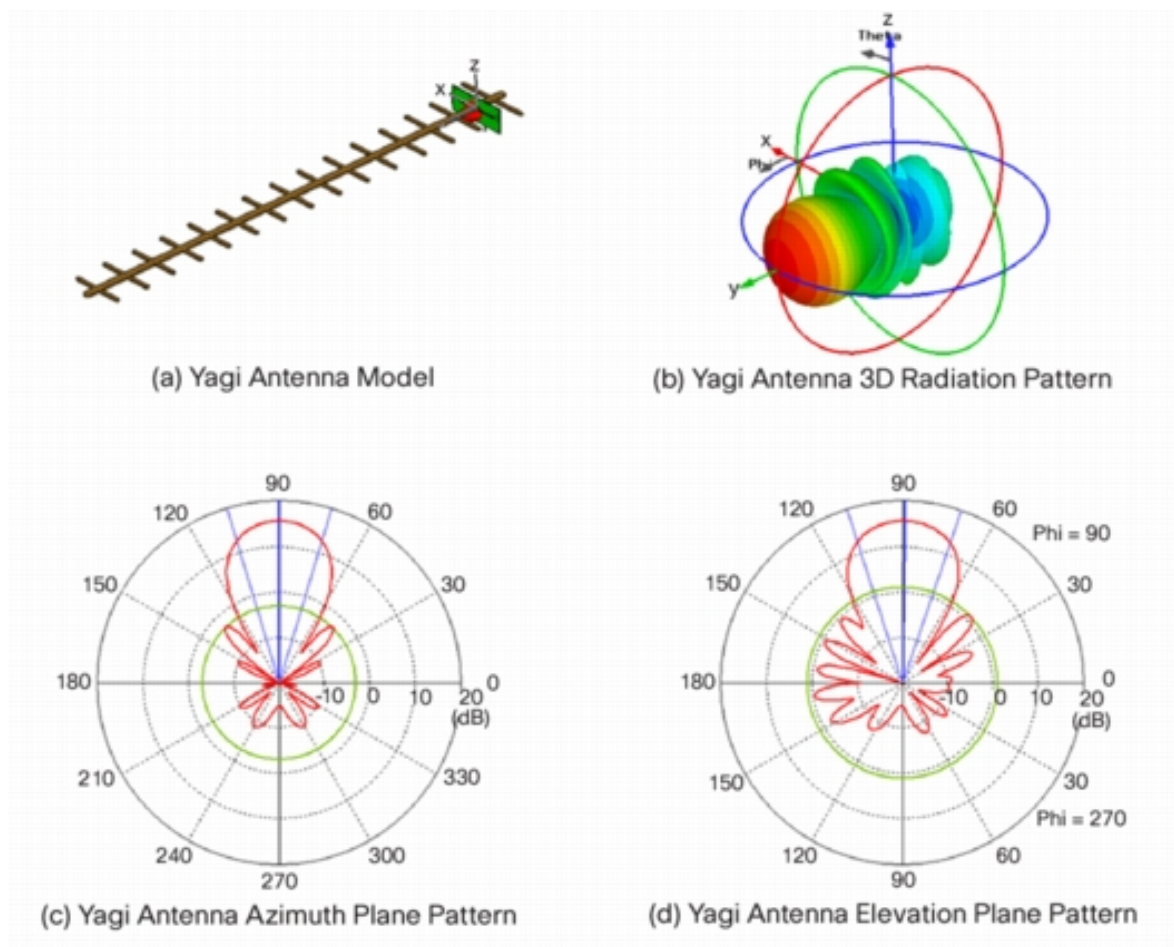 z
x
(a) Yagi Antenna Model
z
Theta
x
Phi
y
(b) Yagi Antenna 3D Radiation Pattern
90
120
60
150
30
180
-10
0
10
20
0
(dB)
210
330
240
300
270
(c) Yagi Antenna Azimuth Plane Pattern
90
120
60
Phi = 90
150
30
180
-10
0
10
20
0
(dB)
150
30
Phi = 270
120
60
90
(d) Yagi Antenna Elevation Plane Pattern